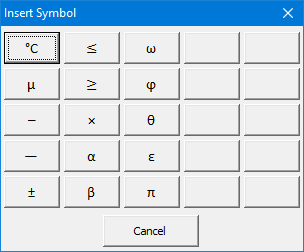 Insert Symbol
°C ≤ ω
μ ≥ φ
– × θ
— α ε
± β π
Cancel